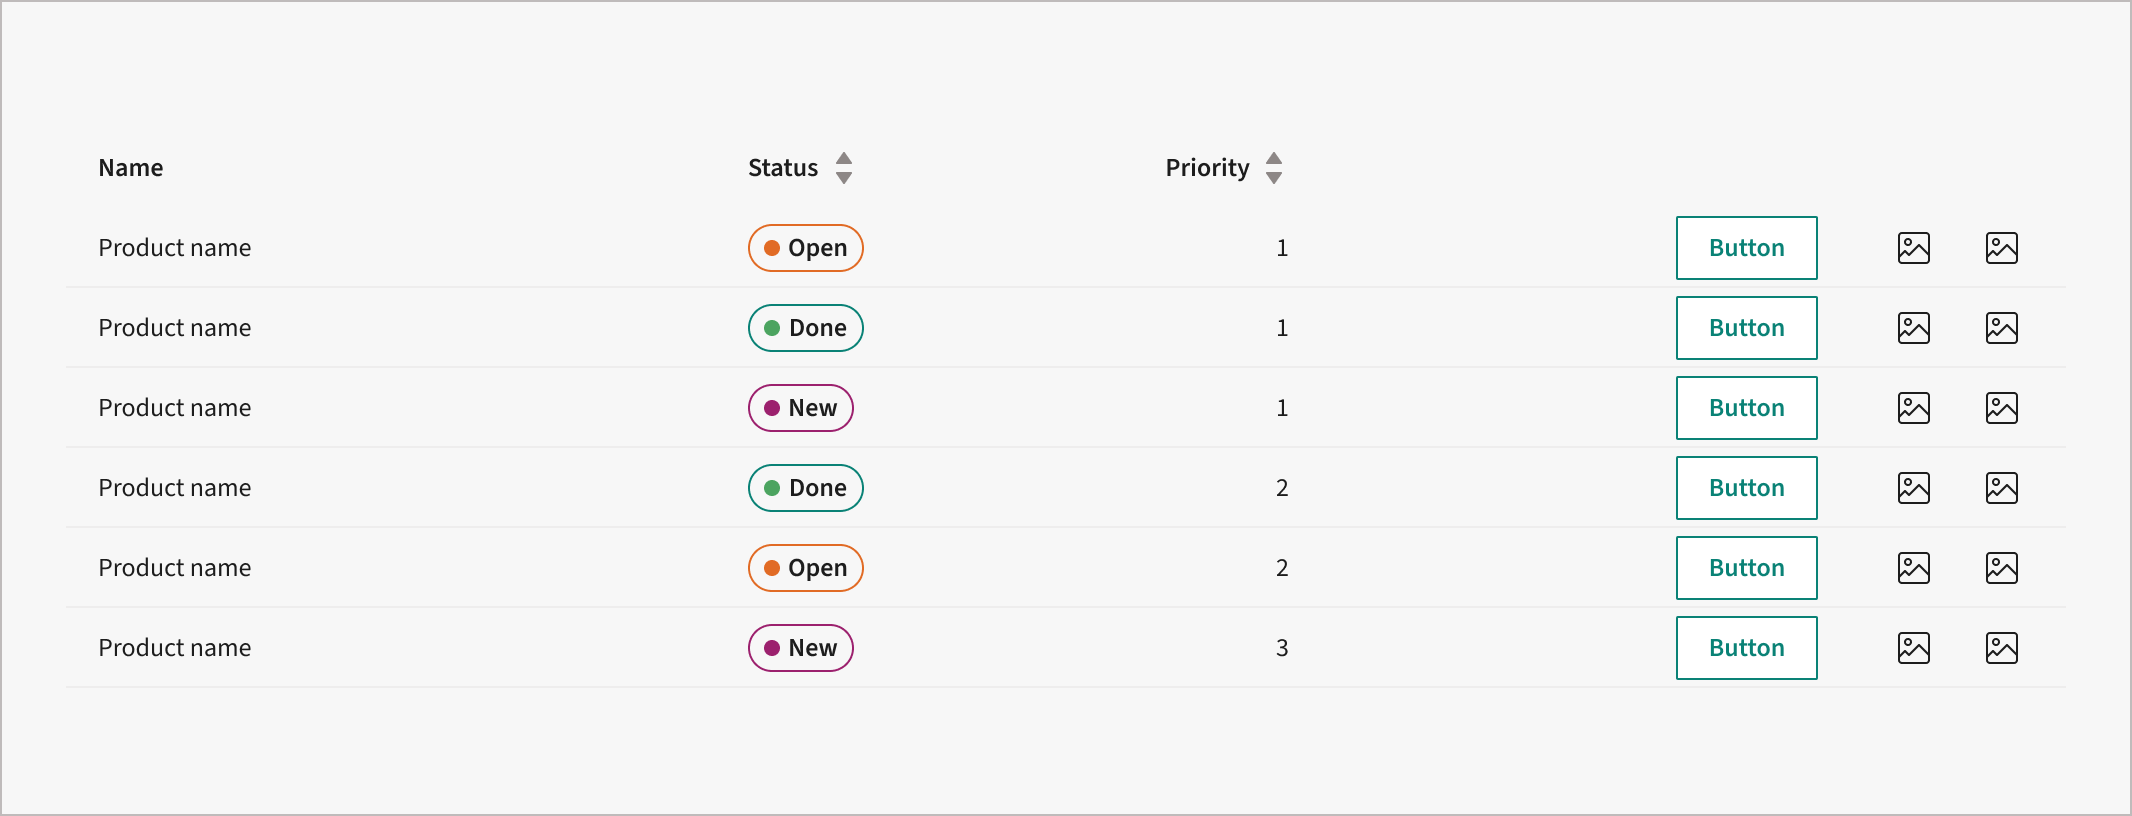 Name Status Priority
Product name Open 1 Button
Product name Done 1 Button
Product name New 1 Button
Product name Done 2 Button
Product name Open 2 Button
Product name New 3 Button